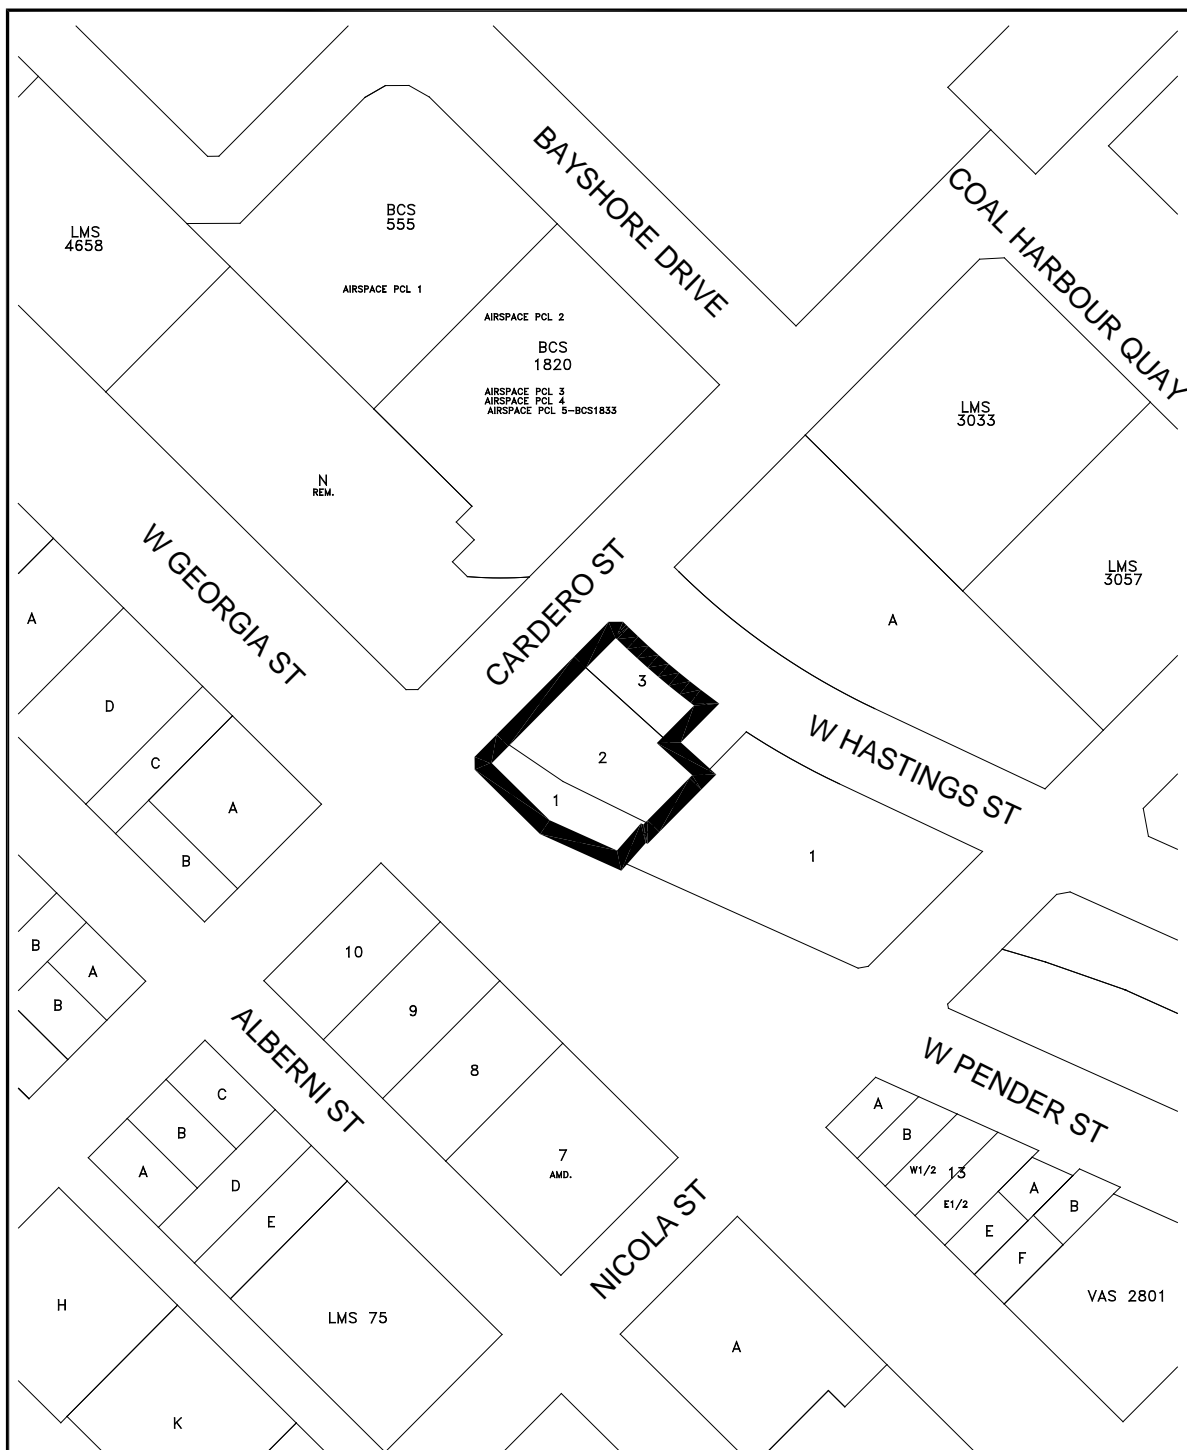 BAYSHORE DRIVE
COAL HARBOUR QUAY
BCS
555
LMS
4658
AIRSPACE PCL 1
AIRSPACE PCL 2
BCS
1820
AIRSPACE PCL 3
AIRSPACE PCL 4
AIRSPACE PCL 5-BCS1833
LMS
3033
N
REM.
W GEORGIA ST
CARDERO ST
LMS
3057
A
A
3
D
W HASTINGS ST
2
C
1
A
B
1
10
B
A
9
B
ALBERNI ST
8
W PENDER ST
C
A
B
B
7
AMD.
A
W1/2
13
D
A
E1/2
B
NICOLA ST
E
E
F
H
VAS 2801
LMS 75
A
K